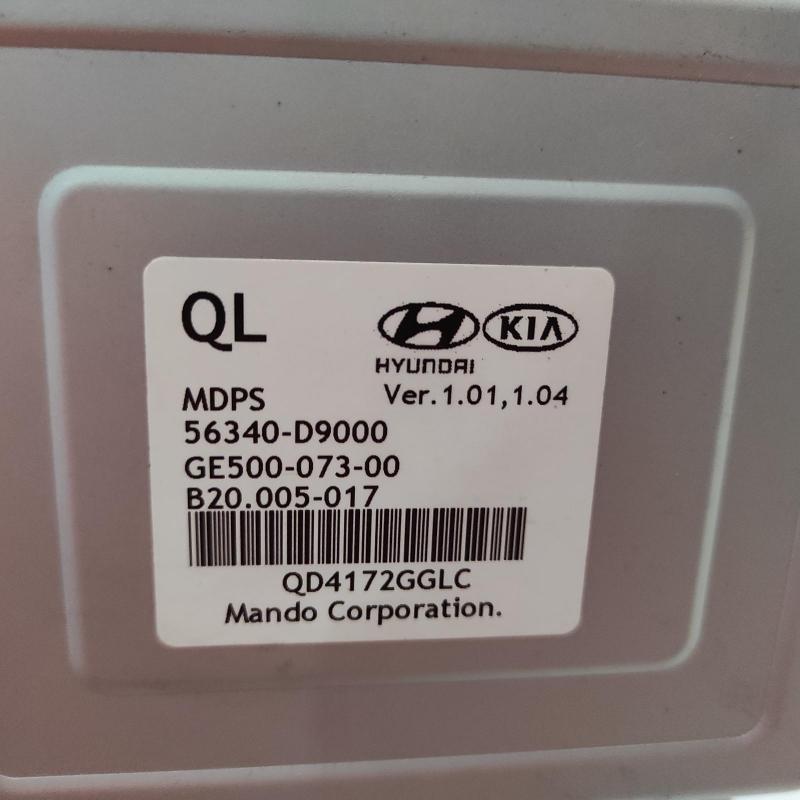 QL
KIA
HYUNDAI
MDPS Ver.1.01,1.04
56340-D9000
GE500-073-00
B20.005-017
QD4172GGLC
Mando Corporation.